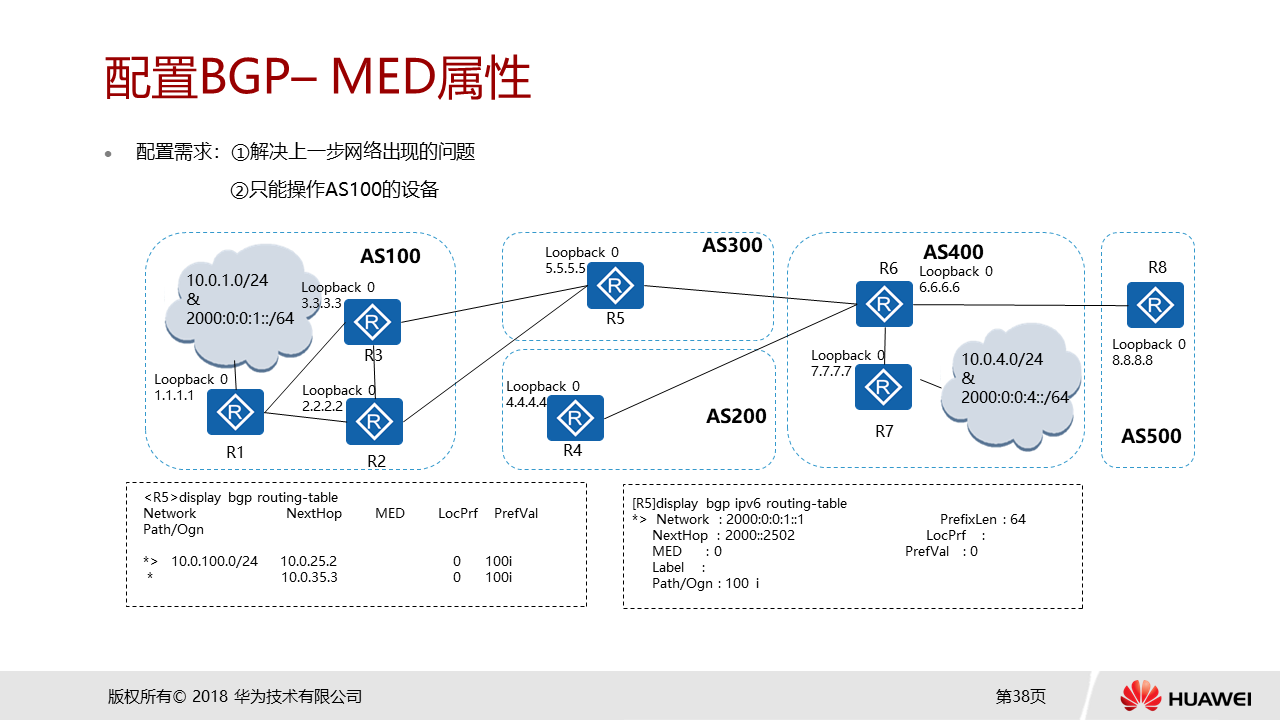 配置BGP– MED属性
● 配置需求：①解决上一步网络出现的问题
②只能操作AS100的设备
AS100
10.0.1.0/24
&
2000:0:0:1::/64
Loopback 0
3.3.3.3
R
R3
Loopback 0
1.1.1.1
R
R1
Loopback 0
2.2.2.2
R
R2
AS300
Loopback 0
5.5.5.5
R
R5
AS200
Loopback 0
4.4.4.4
R
R4
AS400
R6
Loopback 0
6.6.6.6
R
Loopback 0
7.7.7.7
R
R7
10.0.4.0/24
&
2000:0:0:4::/64
R8
R
Loopback 0
8.8.8.8
AS500
<R5>display bgp routing-table
Network NextHop MED LocPrf PrefVal
Path/Ogn
*> 10.0.100.0/24 10.0.25.2 0 100i
* 10.0.35.3 0 100i
[R5]display bgp ipv6 routing-table
*> Network : 2000:0:0:1::1 PrefixLen : 64
NextHop : 2000::2502 LocPrf :
MED : 0 PrefVal : 0
Label :
Path/Ogn : 100 i
版权所有© 2018 华为技术有限公司
第38页
HUAWEI